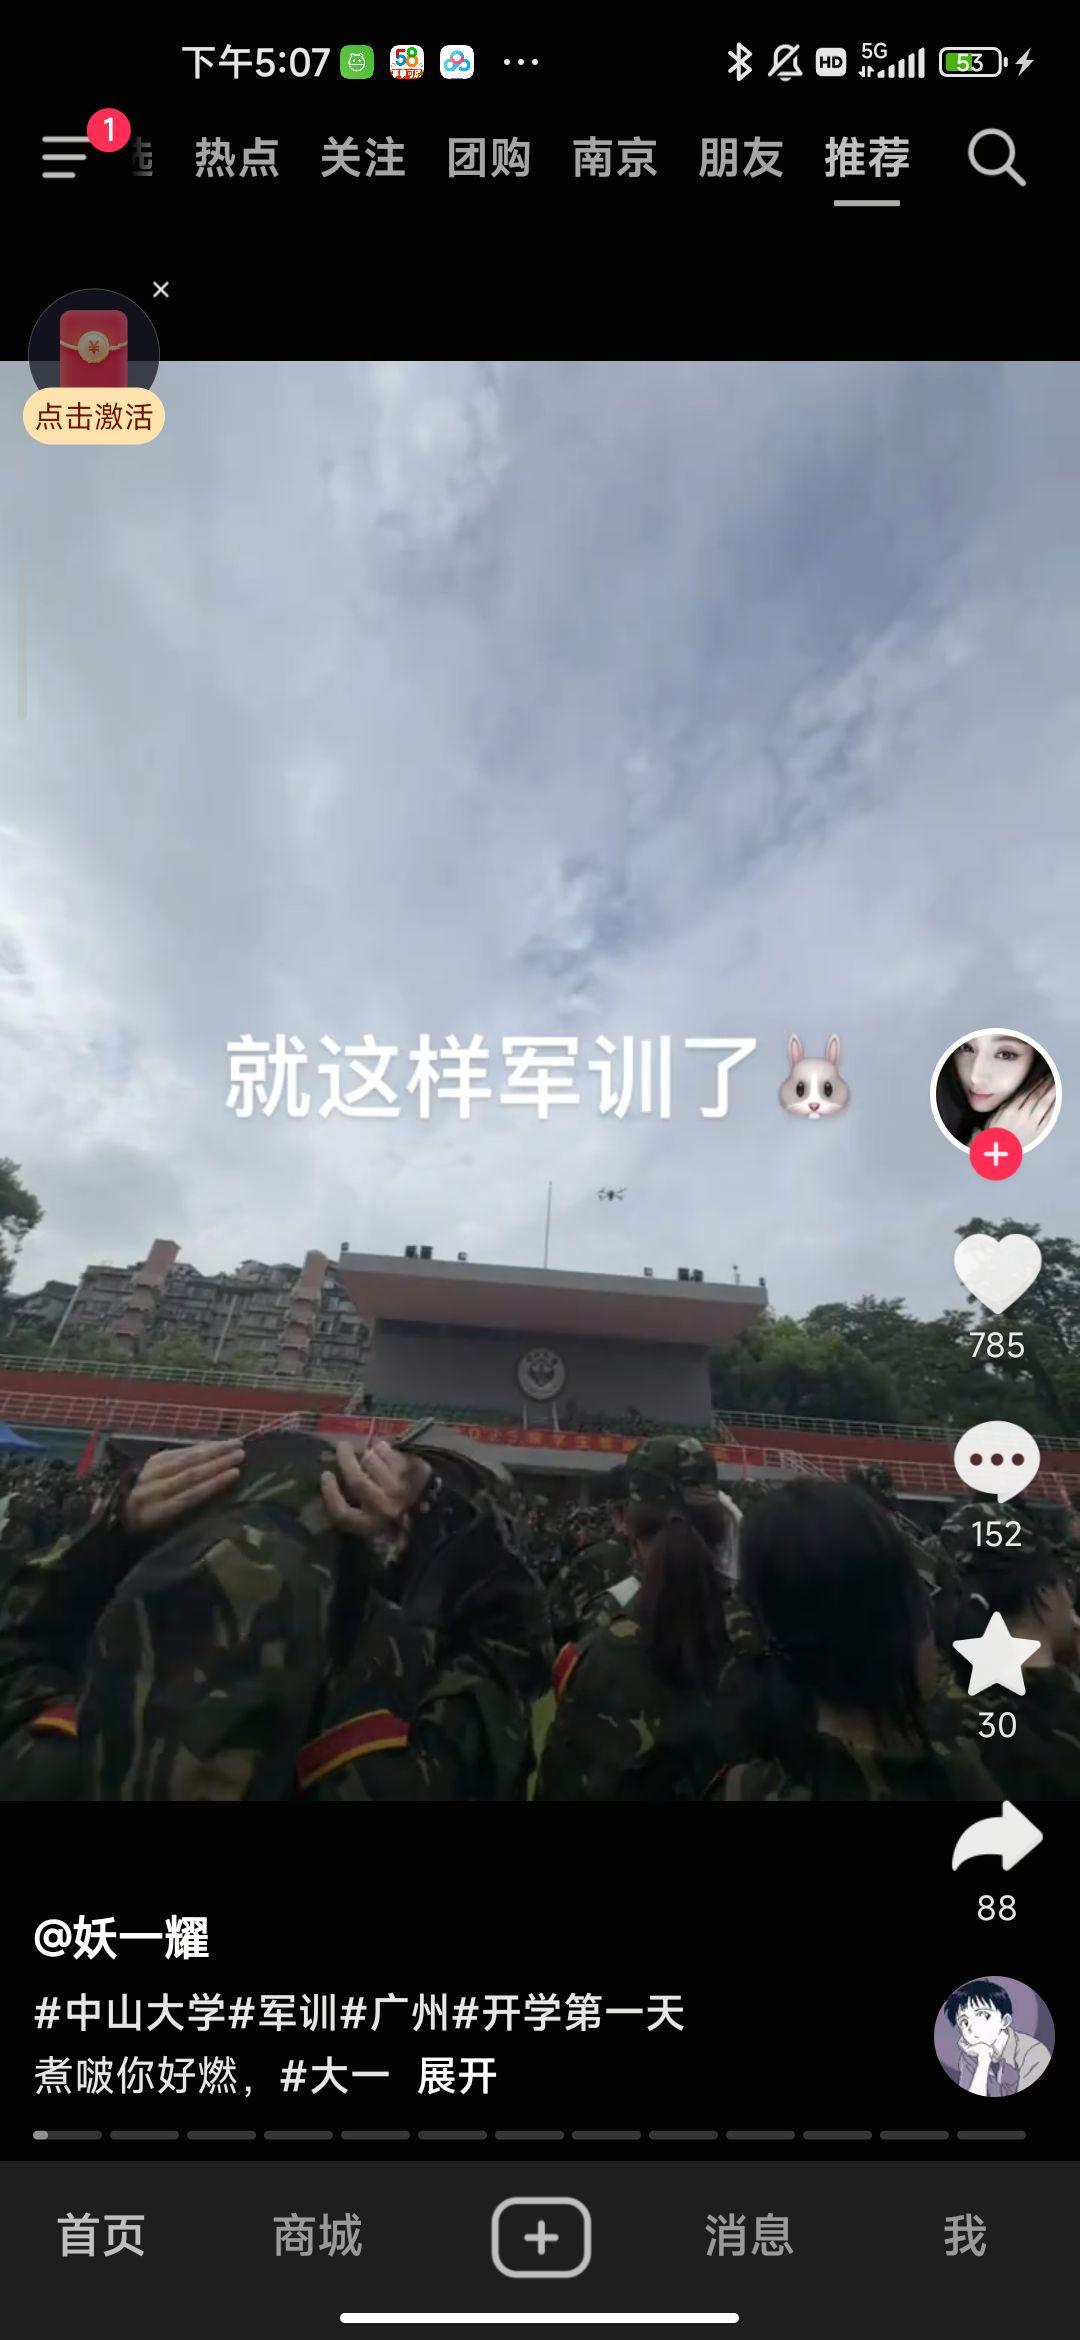 下午5:07 58 ... HD 5G 53
1
热点 关注 团购 南京 朋友 推荐
点击激活
就这样军训了🐰
785
152
30
88
@妖一耀
#中山大学#军训#广州#开学第一天
煮啵你好燃，#大一 展开
首页 商城 消息 我